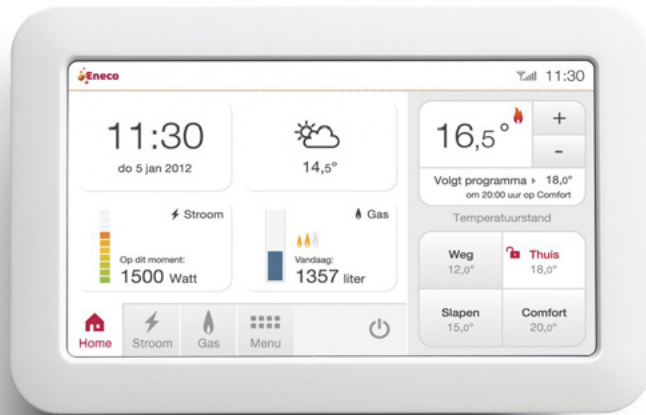 Eneco
11:30
11:30
do 5 jan 2012
14,5°
16,5°
+
-
Volgt programma 18,0°
om 20:00 uur op Comfort
Stroom
Op dit moment:
1500 Watt
Gas
Vandaag:
1357 liter
Temperatuurstand
Weg
12,0°
Thuis
18,0°
Slapen
15,0°
Comfort
20,0°
Home
Stroom
Gas
Menu